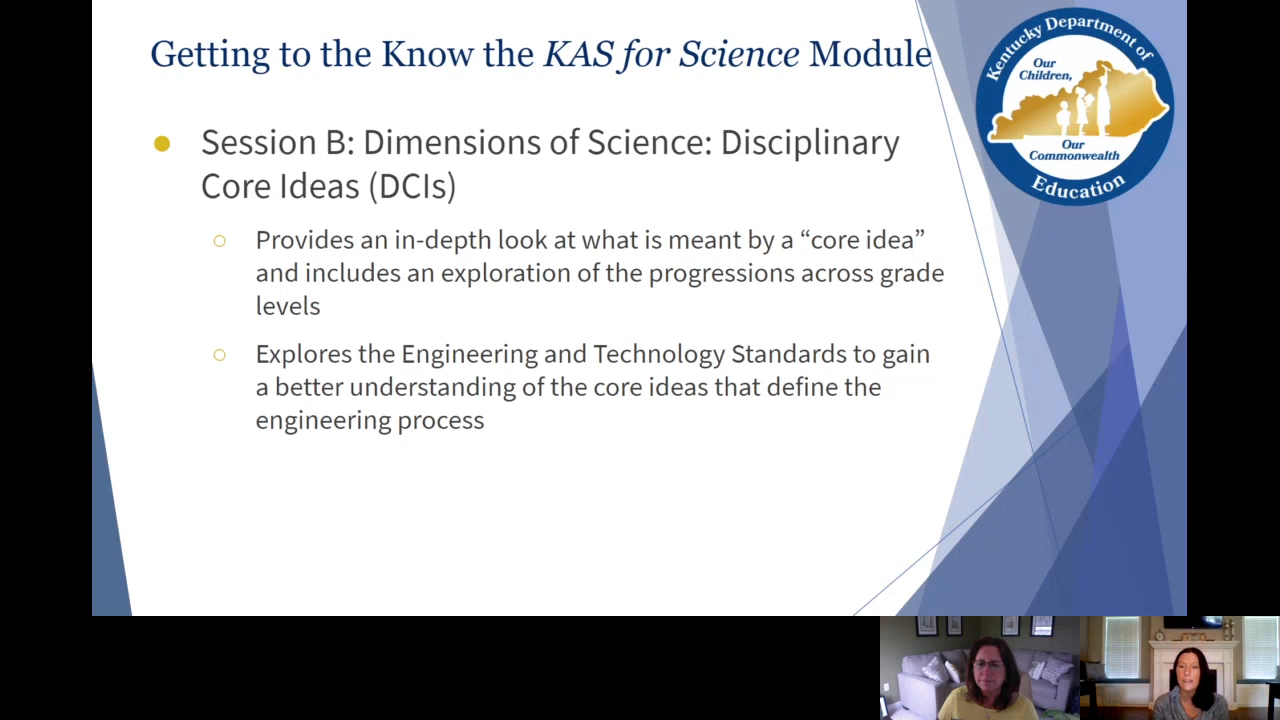 Getting to the Know the KAS for Science Module
Kentucky Department of
Our
Children,
Our
Commonwealth
Education
● Session B: Dimensions of Science: Disciplinary
Core Ideas (DCIs)
○ Provides an in-depth look at what is meant by a “core idea”
and includes an exploration of the progressions across grade
levels
○ Explores the Engineering and Technology Standards to gain
a better understanding of the core ideas that define the
engineering process